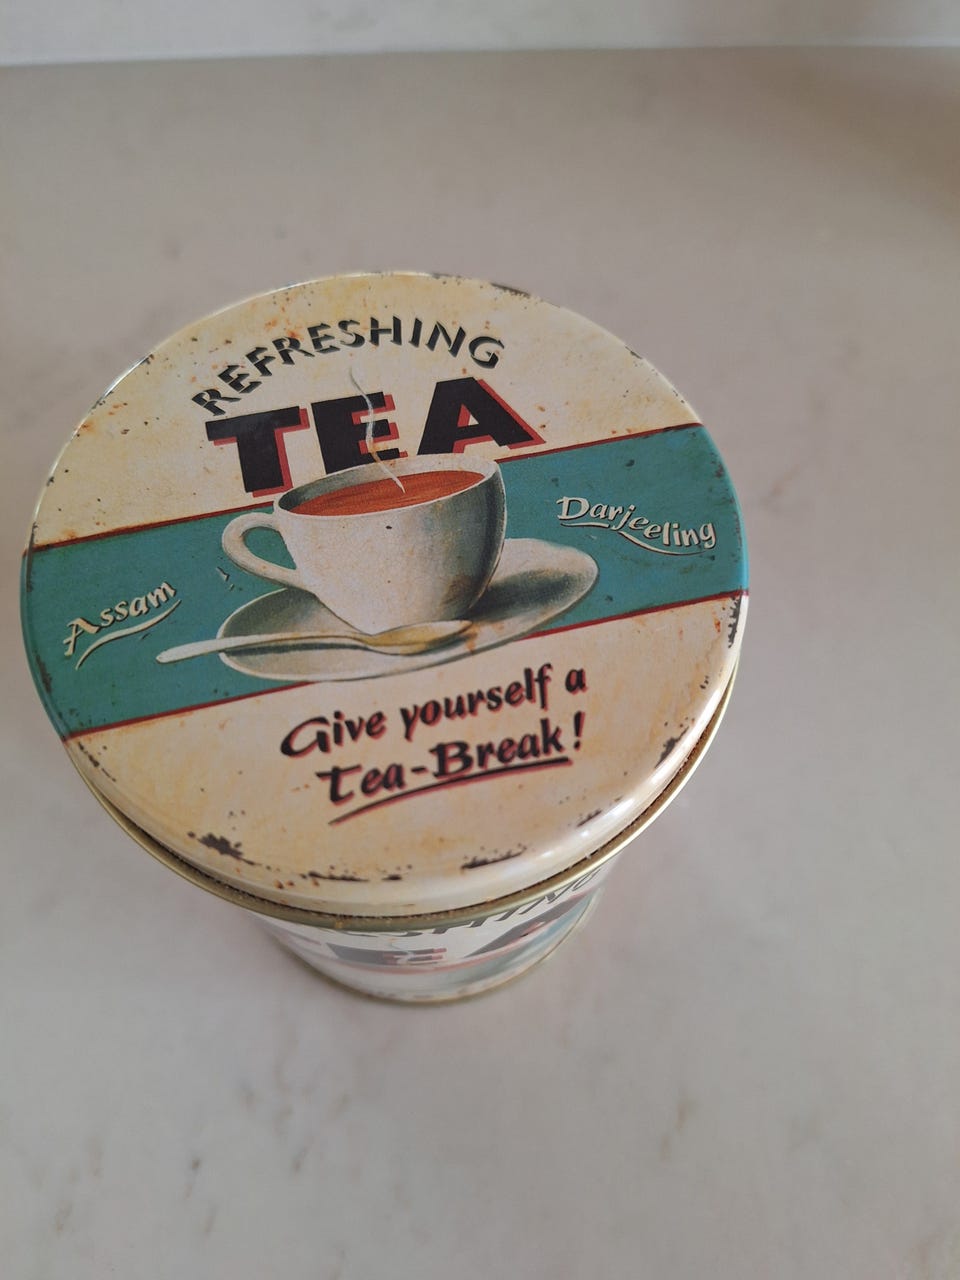 REFRESHING
TEA
Assam
Darjeeling
Give yourself a
Tea-Break!